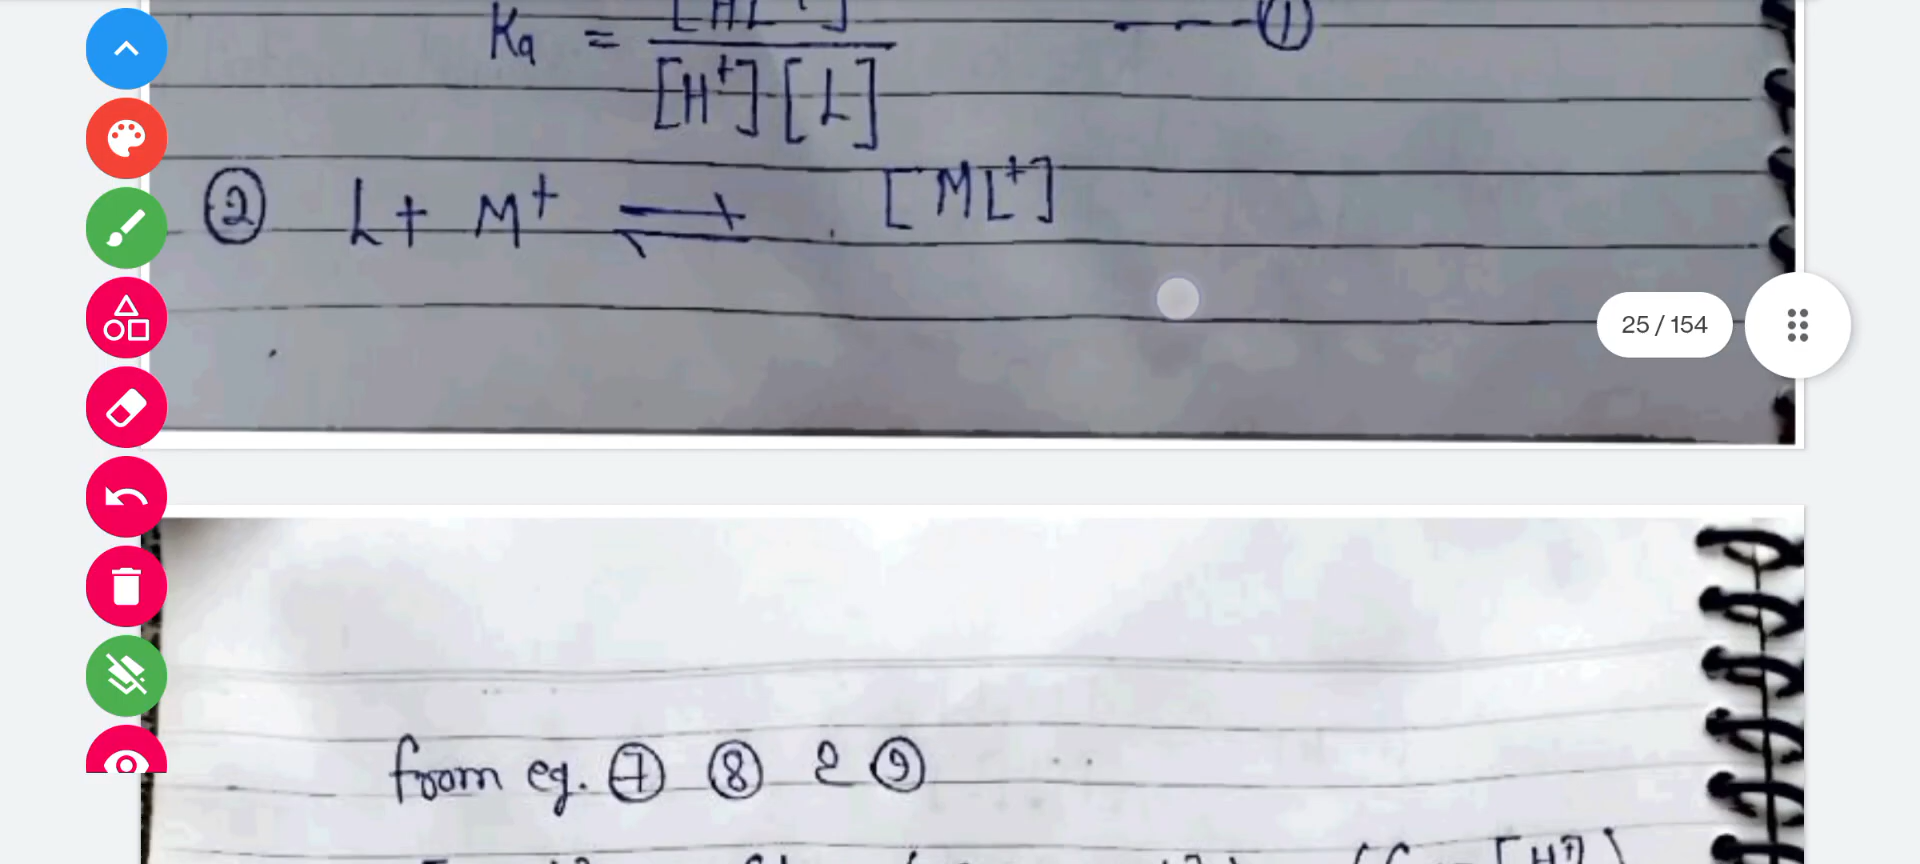 Ka = [HL+]
[H+] [L]
——— ①
② L + M+ ⇌ [ML+]
25 / 154
from eq. ⑦ ⑧ & ⑨
[H+]